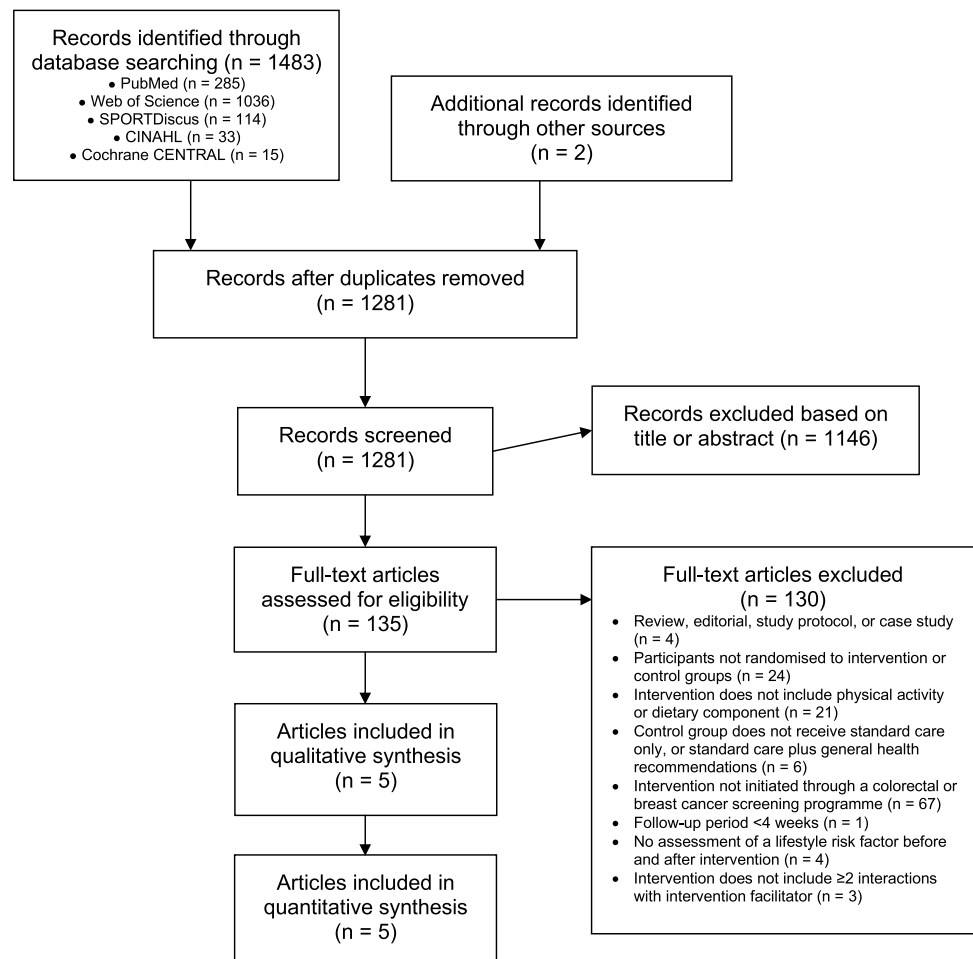 Records identified through
database searching (n = 1483)
• PubMed (n = 285)
• Web of Science (n = 1036)
• SPORTDiscus (n = 114)
• CINAHL (n = 33)
• Cochrane CENTRAL (n = 15)
Additional records identified
through other sources
(n = 2)
Records after duplicates removed
(n = 1281)
Records screened
(n = 1281)
Records excluded based on
title or abstract (n = 1146)
Full-text articles
assessed for eligibility
(n = 135)
Full-text articles excluded
(n = 130)
• Review, editorial, study protocol, or case study
(n = 4)
• Participants not randomised to intervention or
control groups (n = 24)
• Intervention does not include physical activity
or dietary component (n = 21)
• Control group does not receive standard care
only, or standard care plus general health
recommendations (n = 6)
• Intervention not initiated through a colorectal or
breast cancer screening programme (n = 67)
• Follow-up period <4 weeks (n = 1)
• No assessment of a lifestyle risk factor before
and after intervention (n = 4)
• Intervention does not include ≥2 interactions
with intervention facilitator (n = 3)
Articles included in
qualitative synthesis
(n = 5)
Articles included in
quantitative synthesis
(n = 5)